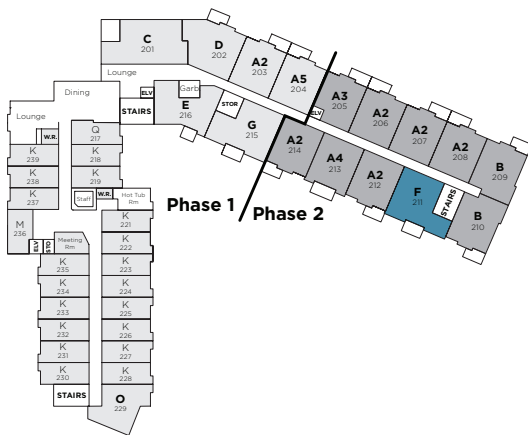 C
201
D
202
A2
203
A5
204
A3
205
A2
206
A2
207
A2
208
B
209
B
210
F
211
STAIRS
A2
212
A4
213
A2
214
ELV
Phase 1
Phase 2
G
215
STOR
E
216
Garb
ELV
STAIRS
Lounge
Dining
Lounge
W.R.
Q
217
K
218
K
219
K
239
K
238
K
237
M
236
Staff
W.R.
Hot Tub
Rm
ELV
STO
Meeting
Rm
K
221
K
222
K
223
K
224
K
225
K
226
K
227
K
228
O
229
K
235
K
234
K
233
K
232
K
231
K
230
STAIRS